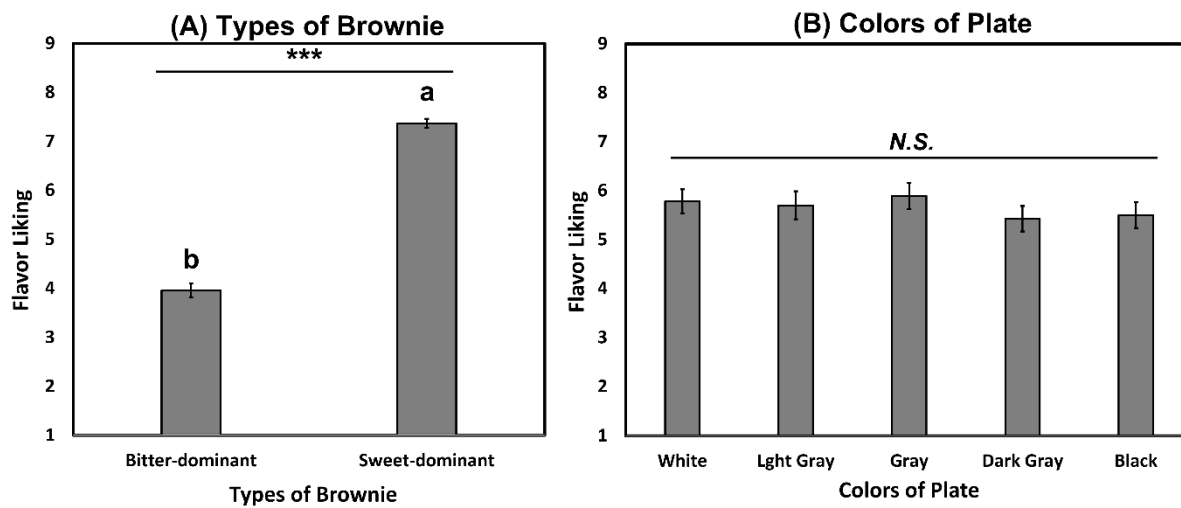 (A) Types of Brownie
9
8
7
6
5
4
3
2
1
Flavor Liking
***
b
a
Bitter-dominant
Sweet-dominant
Types of Brownie
(B) Colors of Plate
9
8
7
6
5
4
3
2
1
Flavor Liking
N.S.
White
Lght Gray
Gray
Dark Gray
Black
Colors of Plate